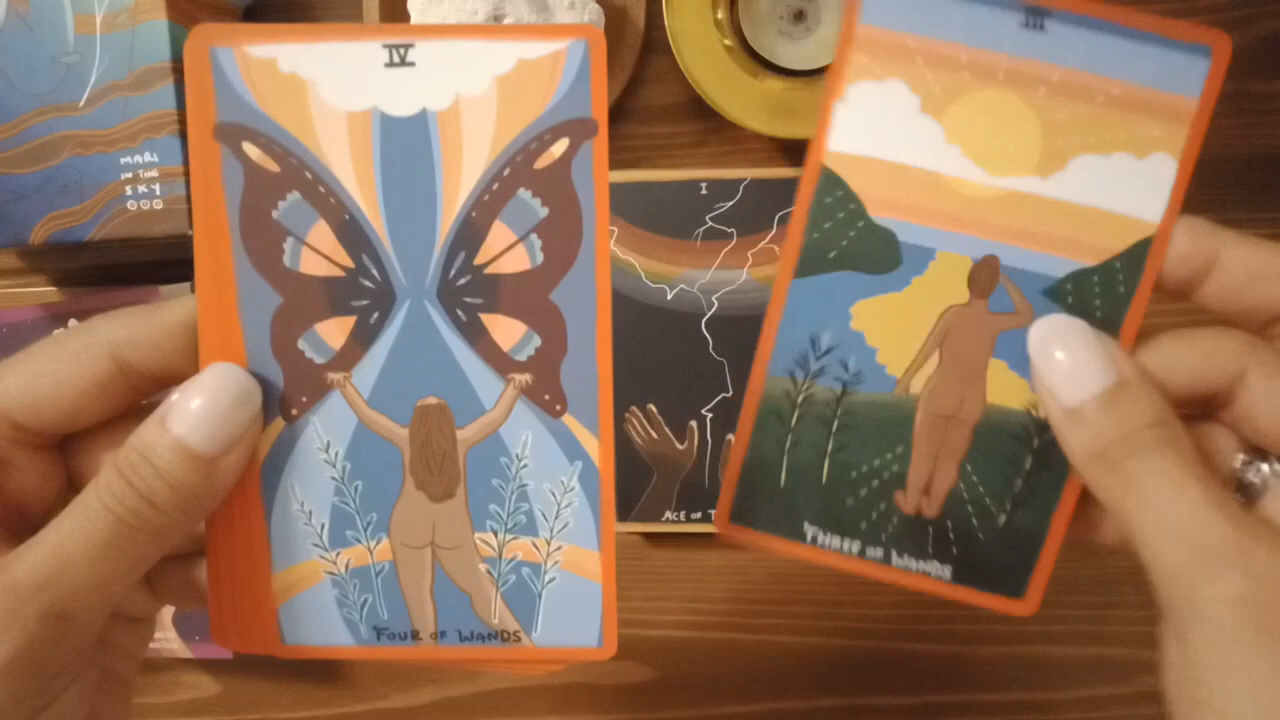 MARI
IN THE
SKY
IV
FOUR OF WANDS
I
ACE OF
III
THREE OF WANDS